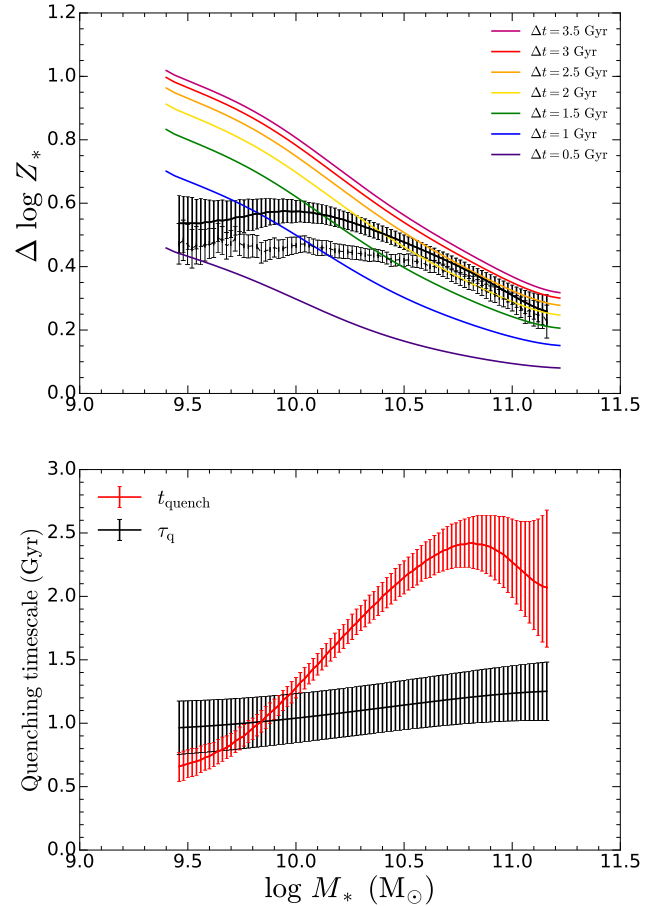 1.2
1.0
0.8
0.6
0.4
0.2
0.0
Δ log Z*
Δt = 3.5 Gyr
Δt = 3 Gyr
Δt = 2.5 Gyr
Δt = 2 Gyr
Δt = 1.5 Gyr
Δt = 1 Gyr
Δt = 0.5 Gyr
9.0 9.5 10.0 10.5 11.0 11.5
3.0
2.5
2.0
1.5
1.0
0.5
0.0
Quenching timescale (Gyr)
t_quench
τ_q
9.0 9.5 10.0 10.5 11.0 11.5
log M* (M⊙)